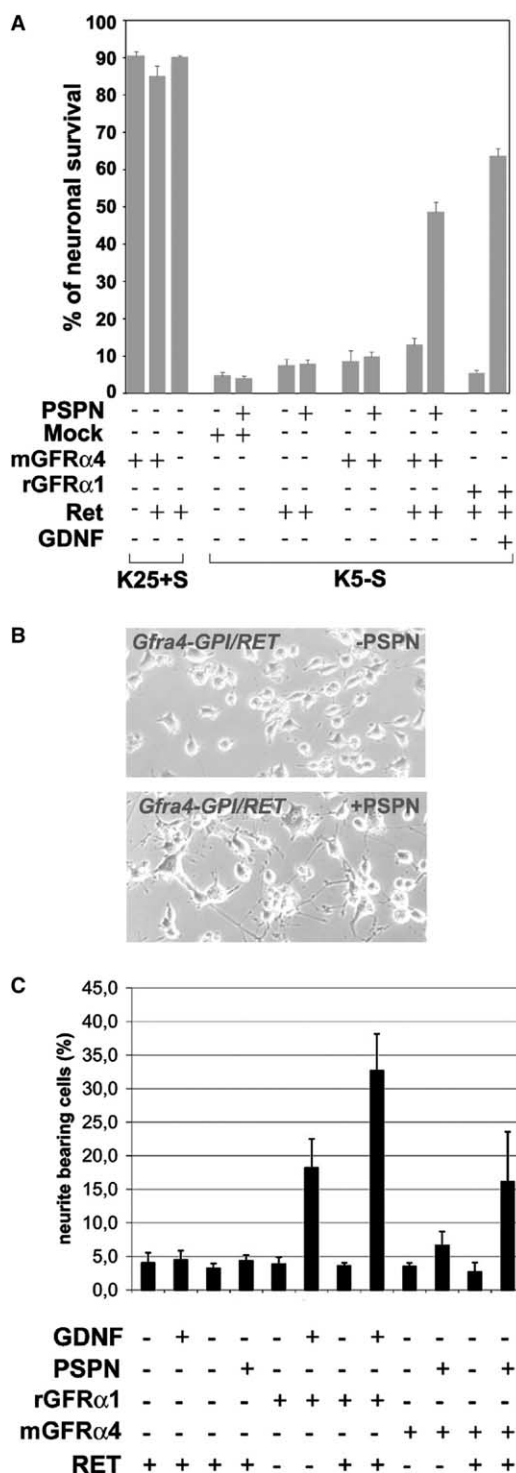 A
% of neuronal survival
100
90
80
70
60
50
40
30
20
10
0
PSPN - - - - + - + - + - + - -
Mock - - - + + - - - - - - - -
mGFRα4 + + - - - - - + + + + - -
rGFRα1 - - - - - - - - - - - + +
Ret - + + - - + + - - + + + +
GDNF - - - - - - - - - - - - +
K25+S K5-S
B
Gfra4-GPI/RET -PSPN
Gfra4-GPI/RET +PSPN
C
neurite bearing cells (%)
45,0
40,0
35,0
30,0
25,0
20,0
15,0
10,0
5,0
0,0
GDNF - + - - - + - + - - - -
PSPN - - - + - - - - - + - +
rGFRα1 - - - - + + + + - - - -
mGFRα4 - - - - - - - - + + + +
RET + + + + - - + + - - + +